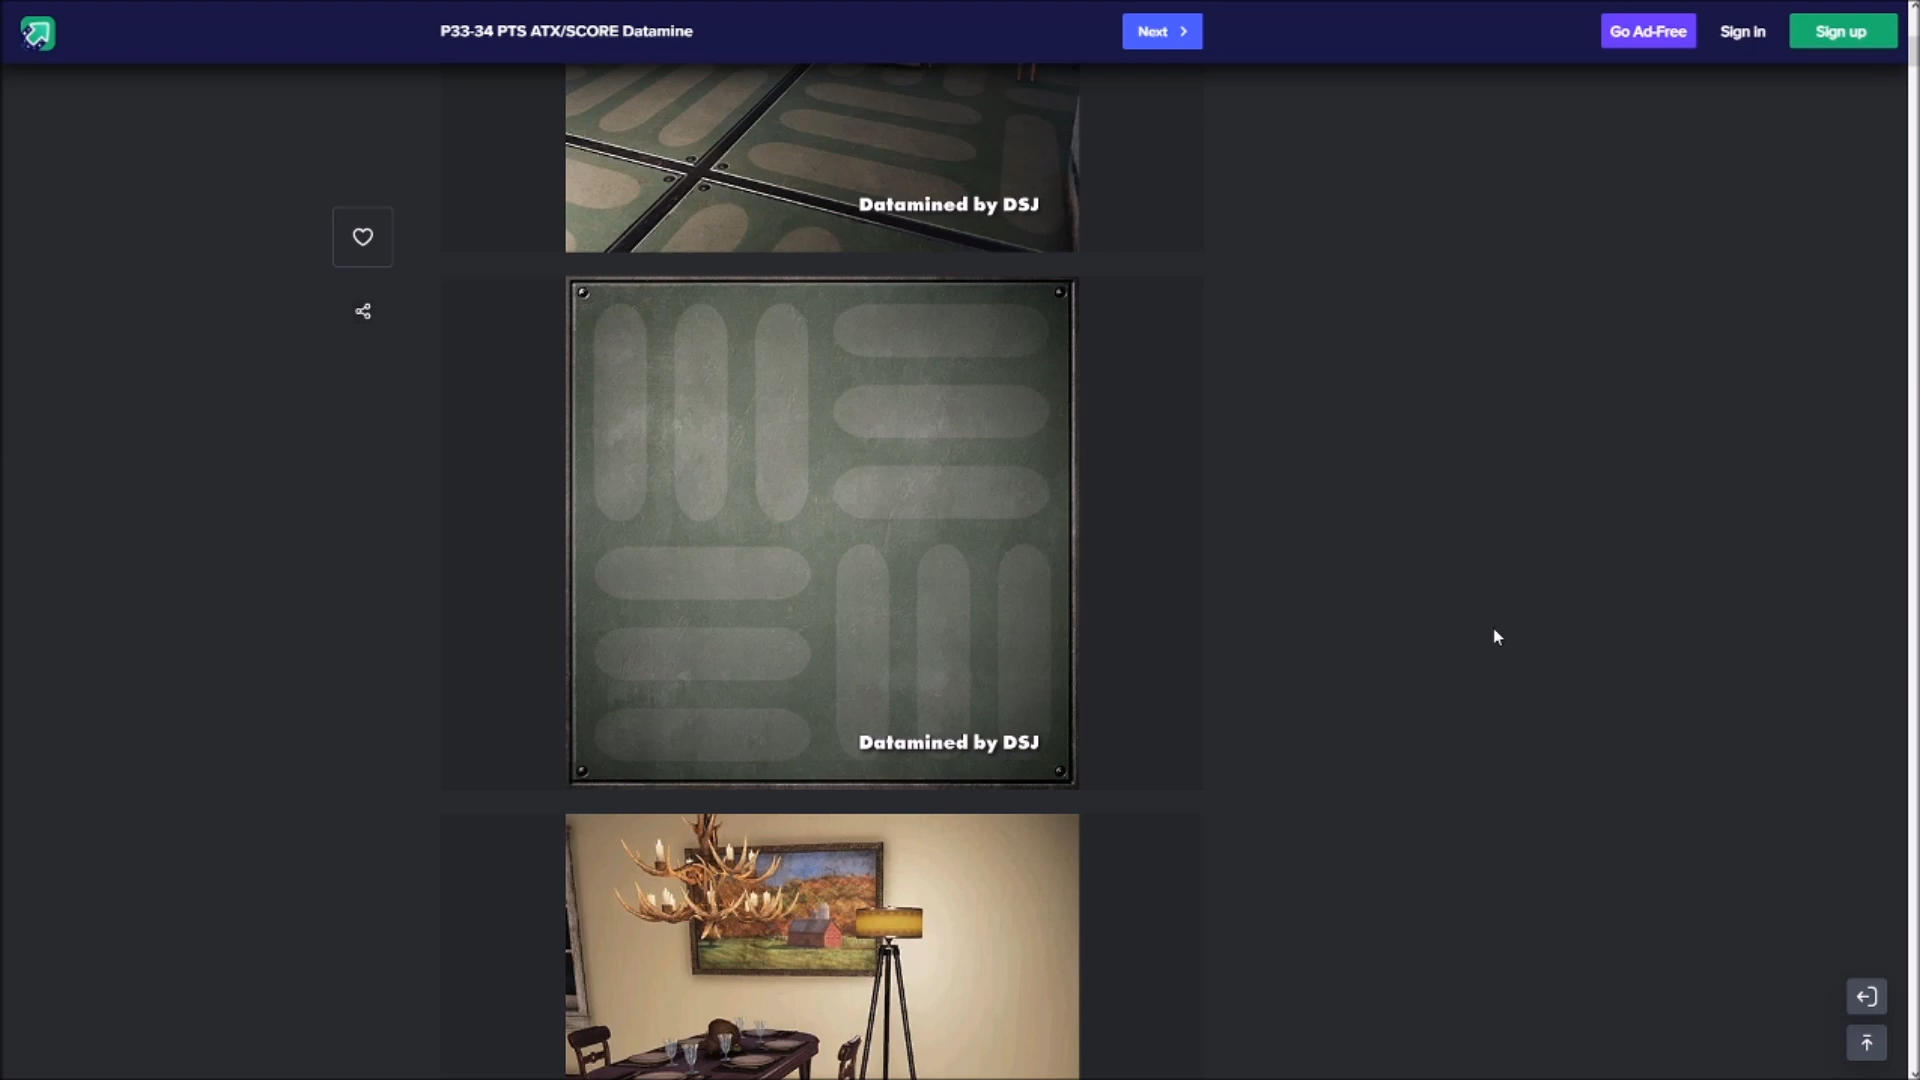 P33-34 PTS ATX/SCORE Datamine
Next
Go Ad-Free
Sign in
Sign up
Datamined by DSJ
Datamined by DSJ